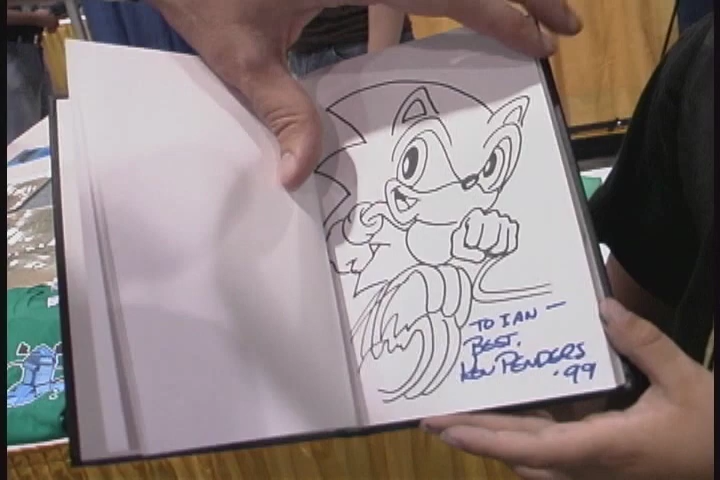 TO IAN —
BEST,
KEN PENDERS
'99